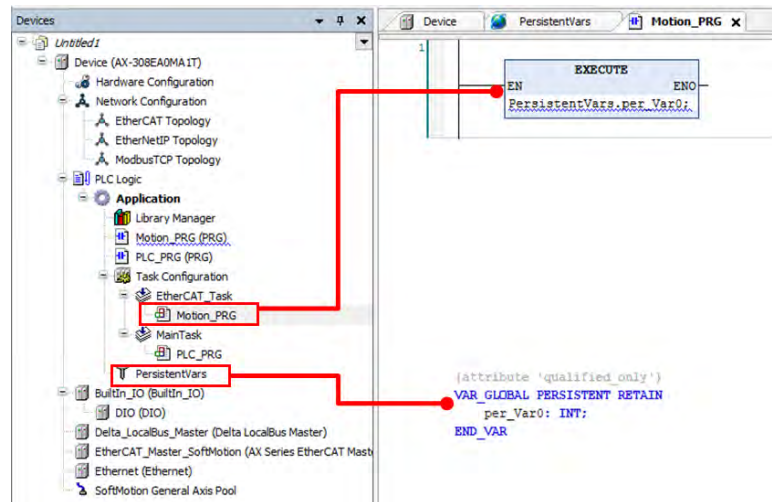 Devices
Untitled1
Device (AX-308EA0MA1T)
Hardware Configuration
Network Configuration
EtherCAT Topology
EtherNetIP Topology
ModbusTCP Topology
PLC Logic
Application
Library Manager
Motion_PRG (PRG)
PLC_PRG (PRG)
Task Configuration
EtherCAT_Task
Motion_PRG
MainTask
PLC_PRG
PersistentVars
BuiltIn_IO (BuiltIn_IO)
DIO (DIO)
Delta_LocalBus_Master (Delta LocalBus Master)
EtherCAT_Master_SoftMotion (AX Series EtherCAT Mast
Ethernet (Ethernet)
SoftMotion General Axis Pool
Device PersistentVars Motion_PRG X
1
EXECUTE
EN ENO
PersistentVars.per_Var0;
{attribute 'qualified_only'}
VAR_GLOBAL PERSISTENT RETAIN
per_Var0: INT;
END_VAR